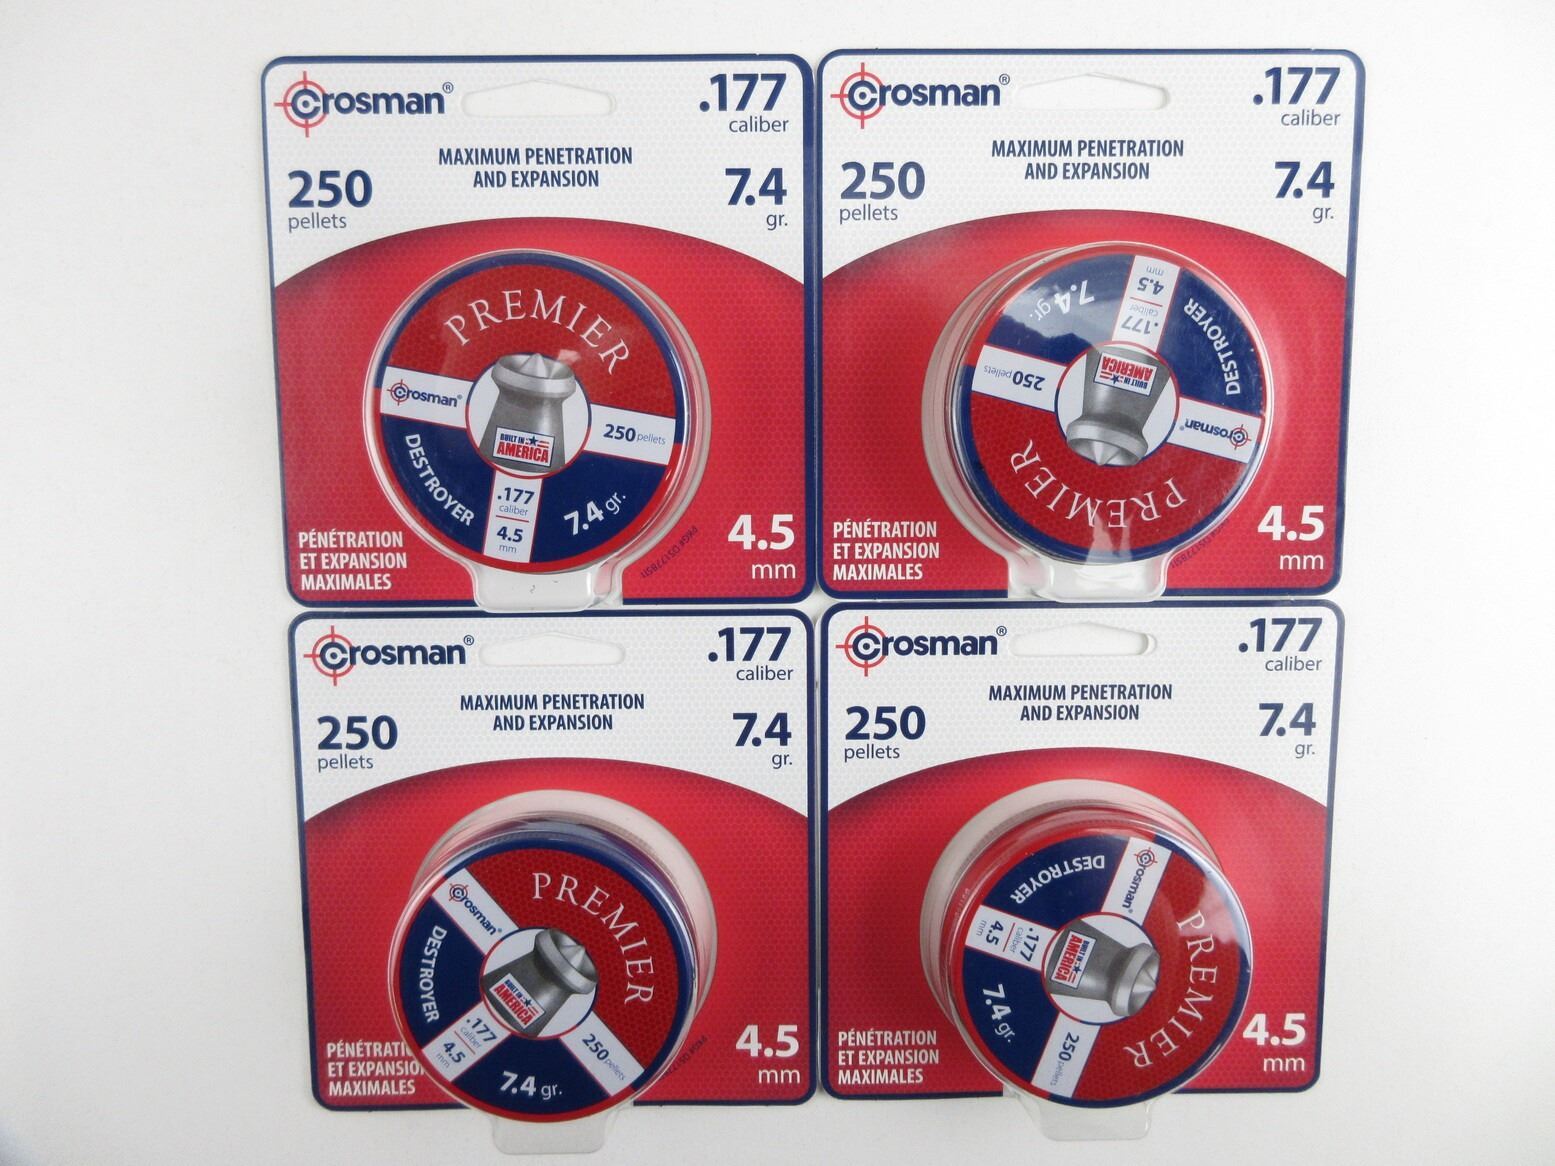 Crosman®
.177
caliber
MAXIMUM PENETRATION
AND EXPANSION
250
pellets
7.4
gr.
PREMIER
Crosman®
250 pellets
BUILT IN
AMERICA
DESTROYER
.177
caliber
4.5
mm
7.4 gr.
PÉNÉTRATION
ET EXPANSION
MAXIMALES
4.5
mm
Crosman®
.177
caliber
MAXIMUM PENETRATION
AND EXPANSION
250
pellets
7.4
gr.
7.4 gr.
.177
caliber
4.5
mm
DESTROYER
250 pellets
BUILT IN
AMERICA
Crosman®
PREMIER
PÉNÉTRATION
ET EXPANSION
MAXIMALES
4.5
mm
Crosman®
.177
caliber
MAXIMUM PENETRATION
AND EXPANSION
250
pellets
7.4
gr.
PREMIER
Crosman®
DESTROYER
BUILT IN
AMERICA
.177
caliber
4.5
mm
250 pellets
7.4 gr.
PÉNÉTRATIO
ET EXPANSION
MAXIMALES
4.5
mm
Crosman®
.177
caliber
MAXIMUM PENETRATION
AND EXPANSION
250
pellets
7.4
gr.
DESTROYER
Crosman®
PREMIER
.177
caliber
4.5
mm
BUILT IN
AMERICA
7.4 gr.
250 pellets
PÉNÉTRATION
ET EXPANSION
MAXIMALES
4.5
mm